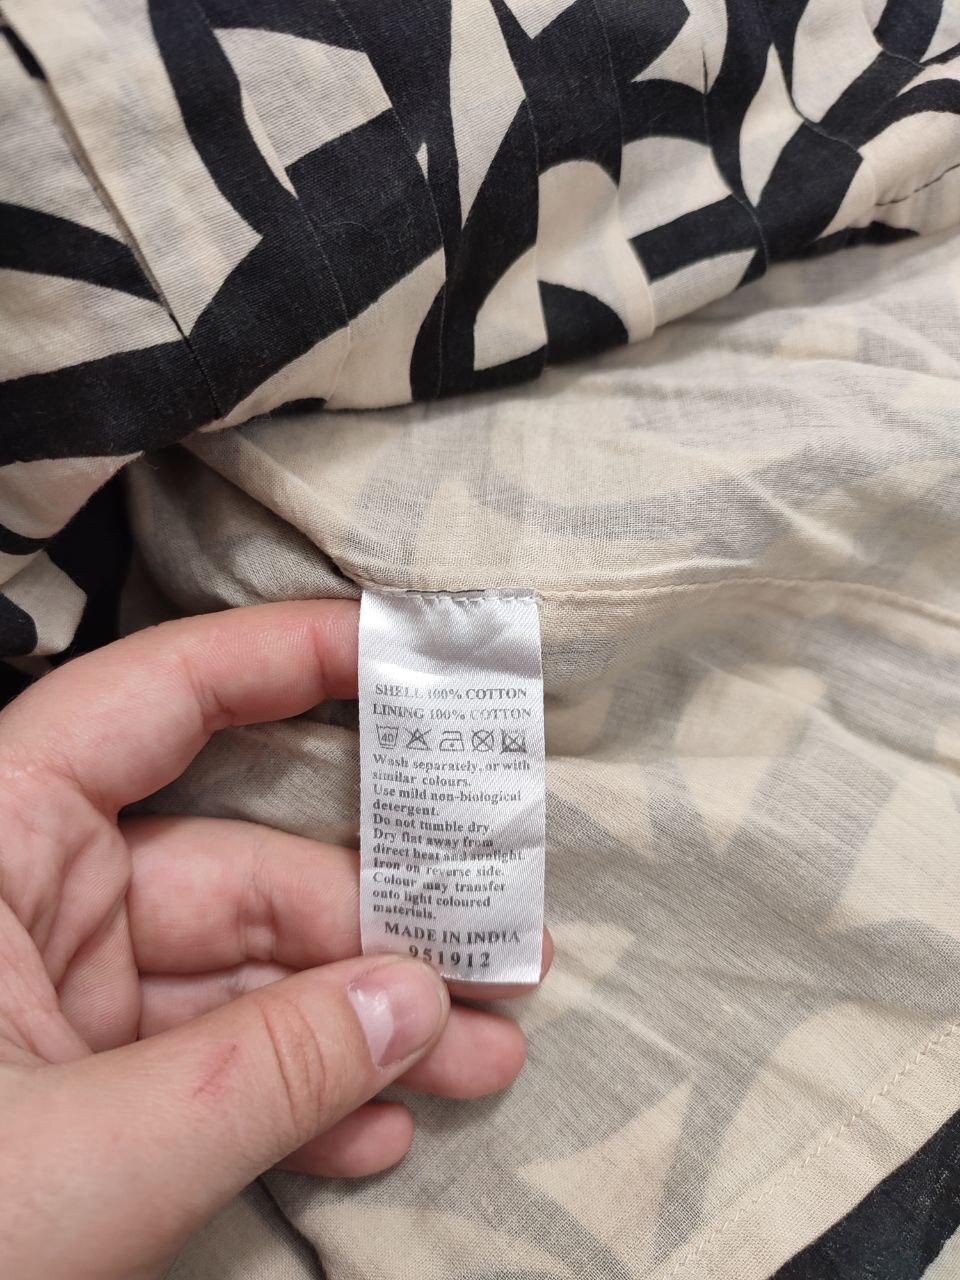 SHELL 100% COTTON
LINING 100% COTTON
40
Wash separately, or with
similar colours.
Use mild non-biological
detergent.
Do not tumble dry
Dry flat away from
direct heat and sunlight.
Iron on reverse side.
Colour may transfer
onto light coloured
materials.
MADE IN INDIA
951912